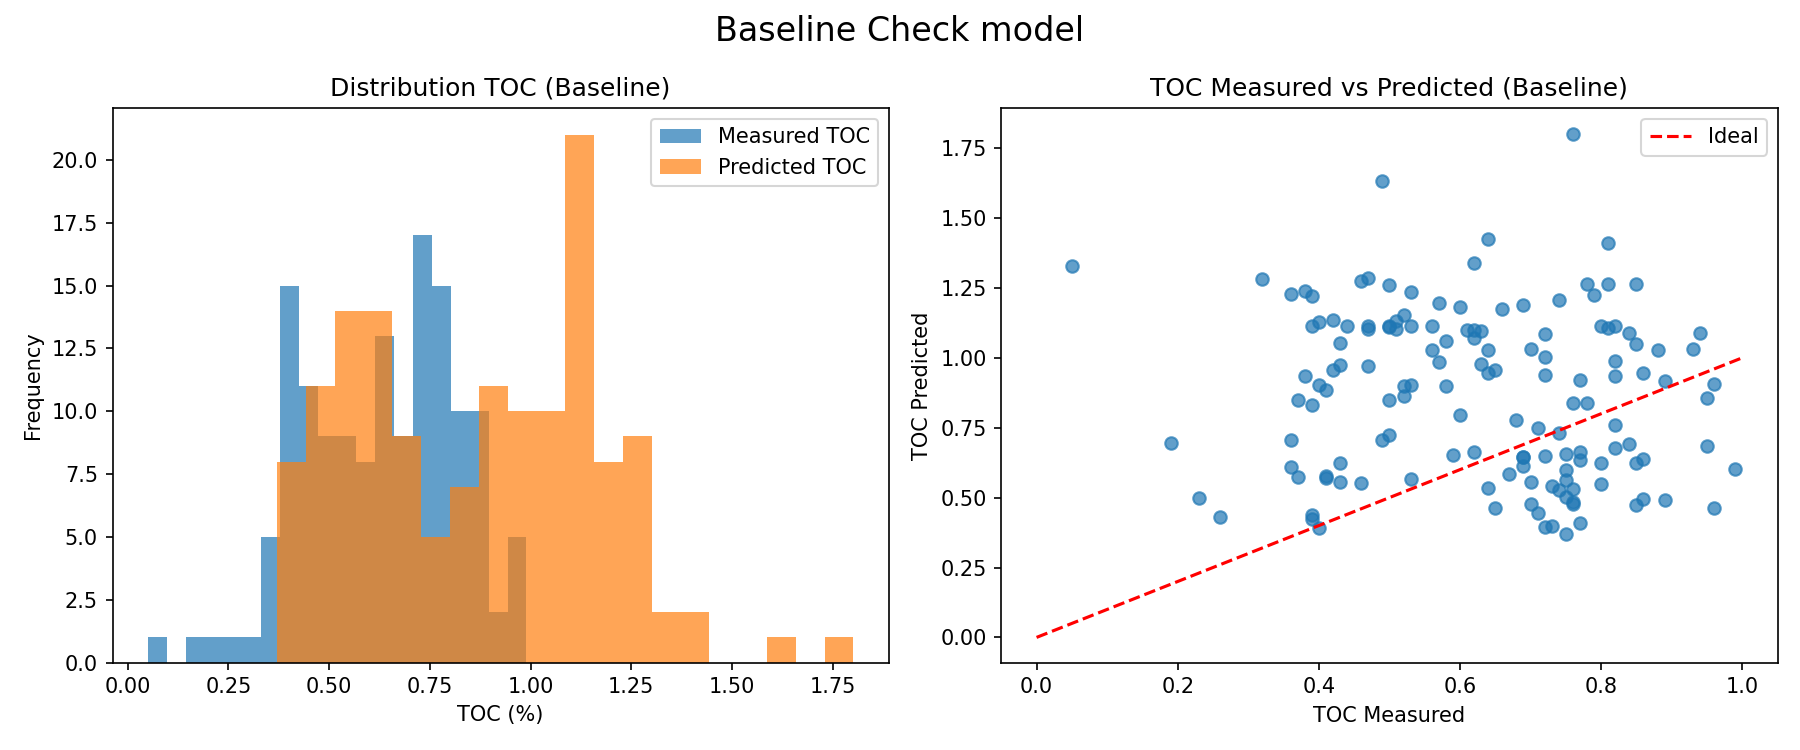 Baseline Check model
Distribution TOC (Baseline)
Measured TOC
Predicted TOC
20.0
17.5
15.0
12.5
10.0
7.5
5.0
2.5
0.0
Frequency
0.00 0.25 0.50 0.75 1.00 1.25 1.50 1.75
TOC (%)
TOC Measured vs Predicted (Baseline)
Ideal
1.75
1.50
1.25
1.00
0.75
0.50
0.25
0.00
TOC Predicted
0.0 0.2 0.4 0.6 0.8 1.0
TOC Measured